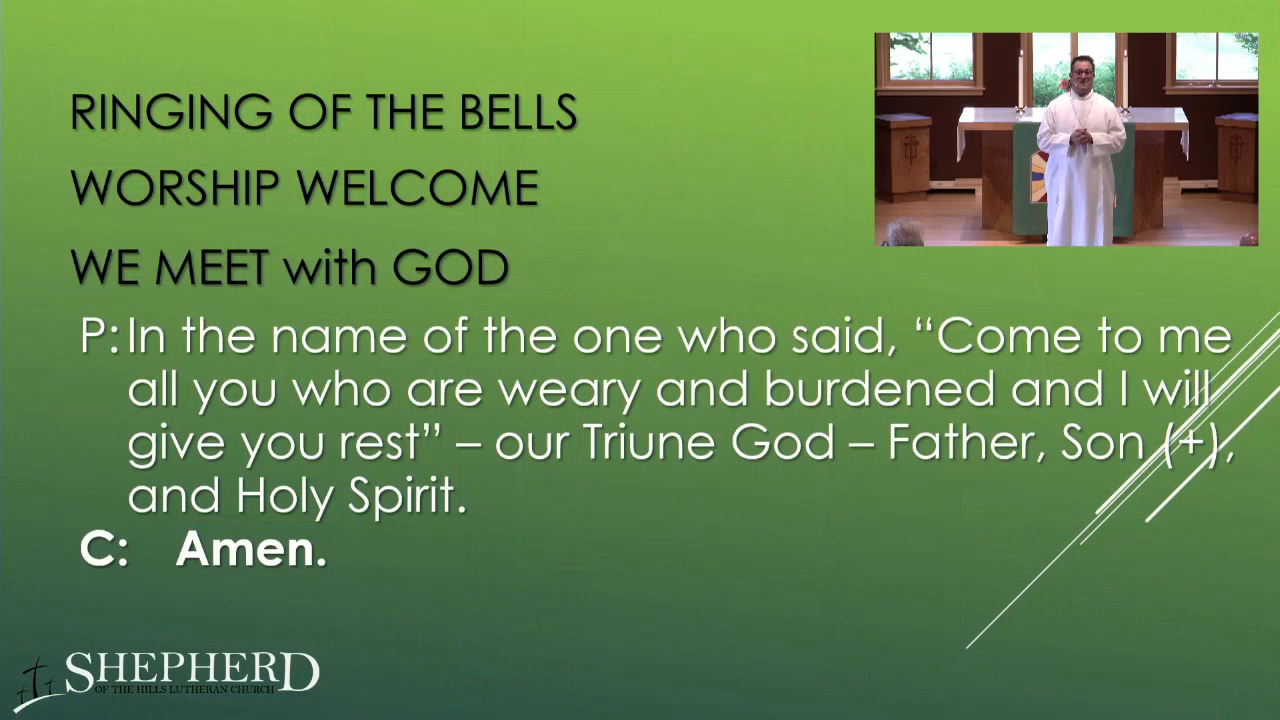 RINGING OF THE BELLS
WORSHIP WELCOME
WE MEET with GOD
P: In the name of the one who said, “Come to me
all you who are weary and burdened and I will
give you rest” – our Triune God – Father, Son (+),
and Holy Spirit.
C: Amen.
SHEPHERD
OF THE HILLS LUTHERAN CHURCH